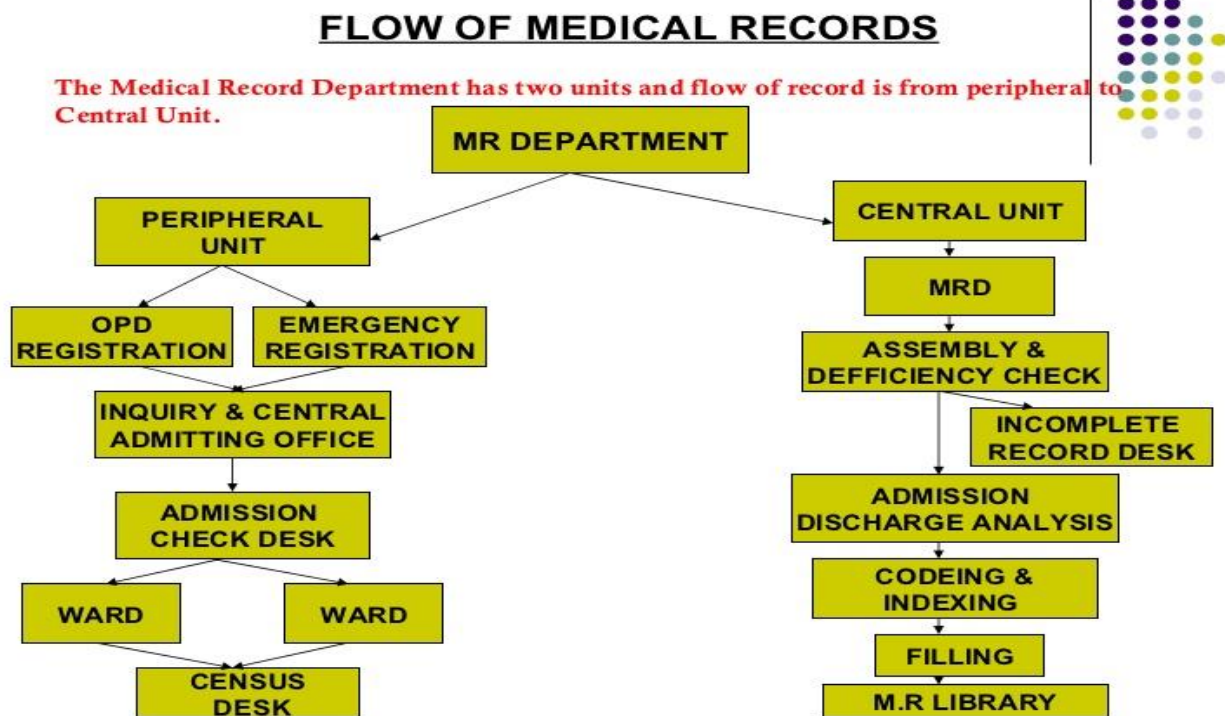 FLOW OF MEDICAL RECORDS
The Medical Record Department has two units and flow of record is from peripheral to
Central Unit.
MR DEPARTMENT
PERIPHERAL
UNIT
OPD
REGISTRATION
EMERGENCY
REGISTRATION
INQUIRY & CENTRAL
ADMITTING OFFICE
ADMISSION
CHECK DESK
WARD
WARD
CENSUS
DESK
CENTRAL UNIT
MRD
ASSEMBLY &
DEFFICIENCY CHECK
INCOMPLETE
RECORD DESK
ADMISSION
DISCHARGE ANALYSIS
CODEING &
INDEXING
FILLING
M.R LIBRARY